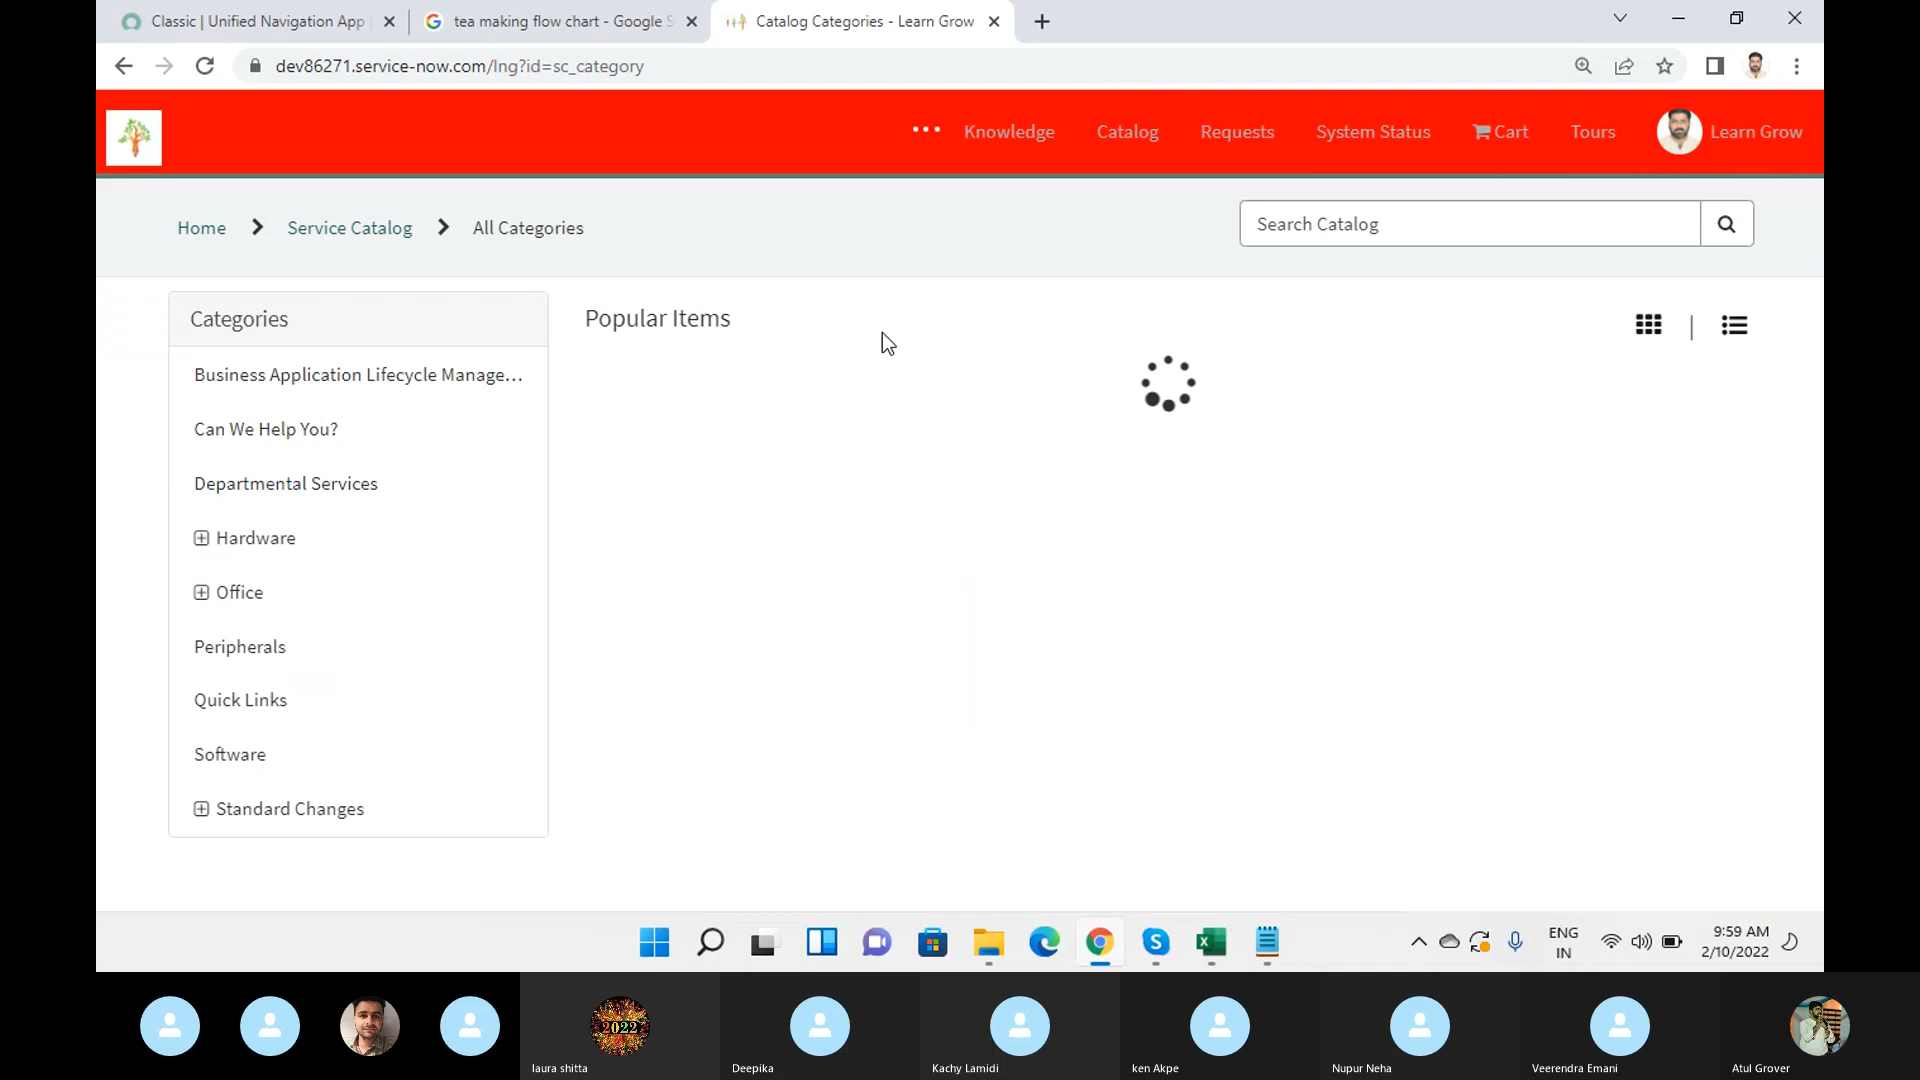 Classic | Unified Navigation App
tea making flow chart - Google S
Catalog Categories - Learn Grow
dev86271.service-now.com/lng?id=sc_category
Knowledge
Catalog
Requests
System Status
Cart
Tours
Learn Grow
Home
Service Catalog
All Categories
Search Catalog
Categories
Popular Items
|
Business Application Lifecycle Manage...
Can We Help You?
Departmental Services
Hardware
Office
Peripherals
Quick Links
Software
Standard Changes
ENG
IN
9:59 AM
2/10/2022
2022
laura shitta
Deepika
Kachy Lamidi
ken Akpe
Nupur Neha
Veerendra Emani
Atul Grover